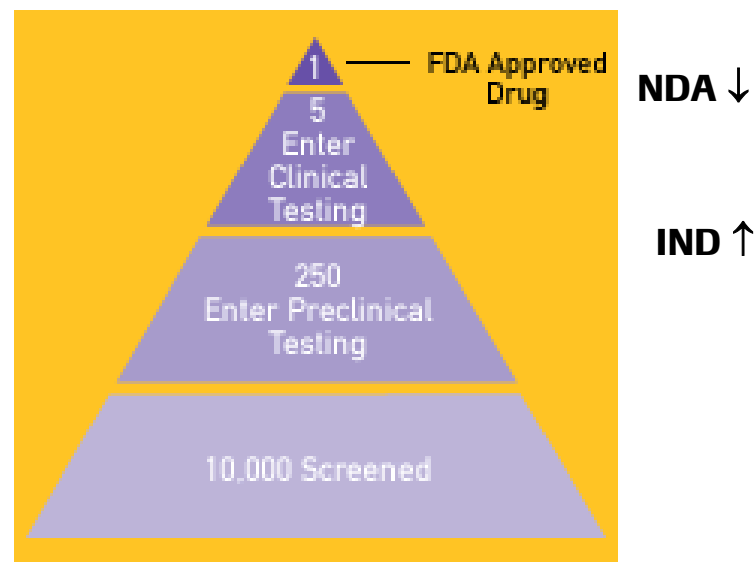 1
FDA Approved
Drug
NDA ↓
5
Enter
Clinical
Testing
IND ↑
250
Enter Preclinical
Testing
10,000 Screened